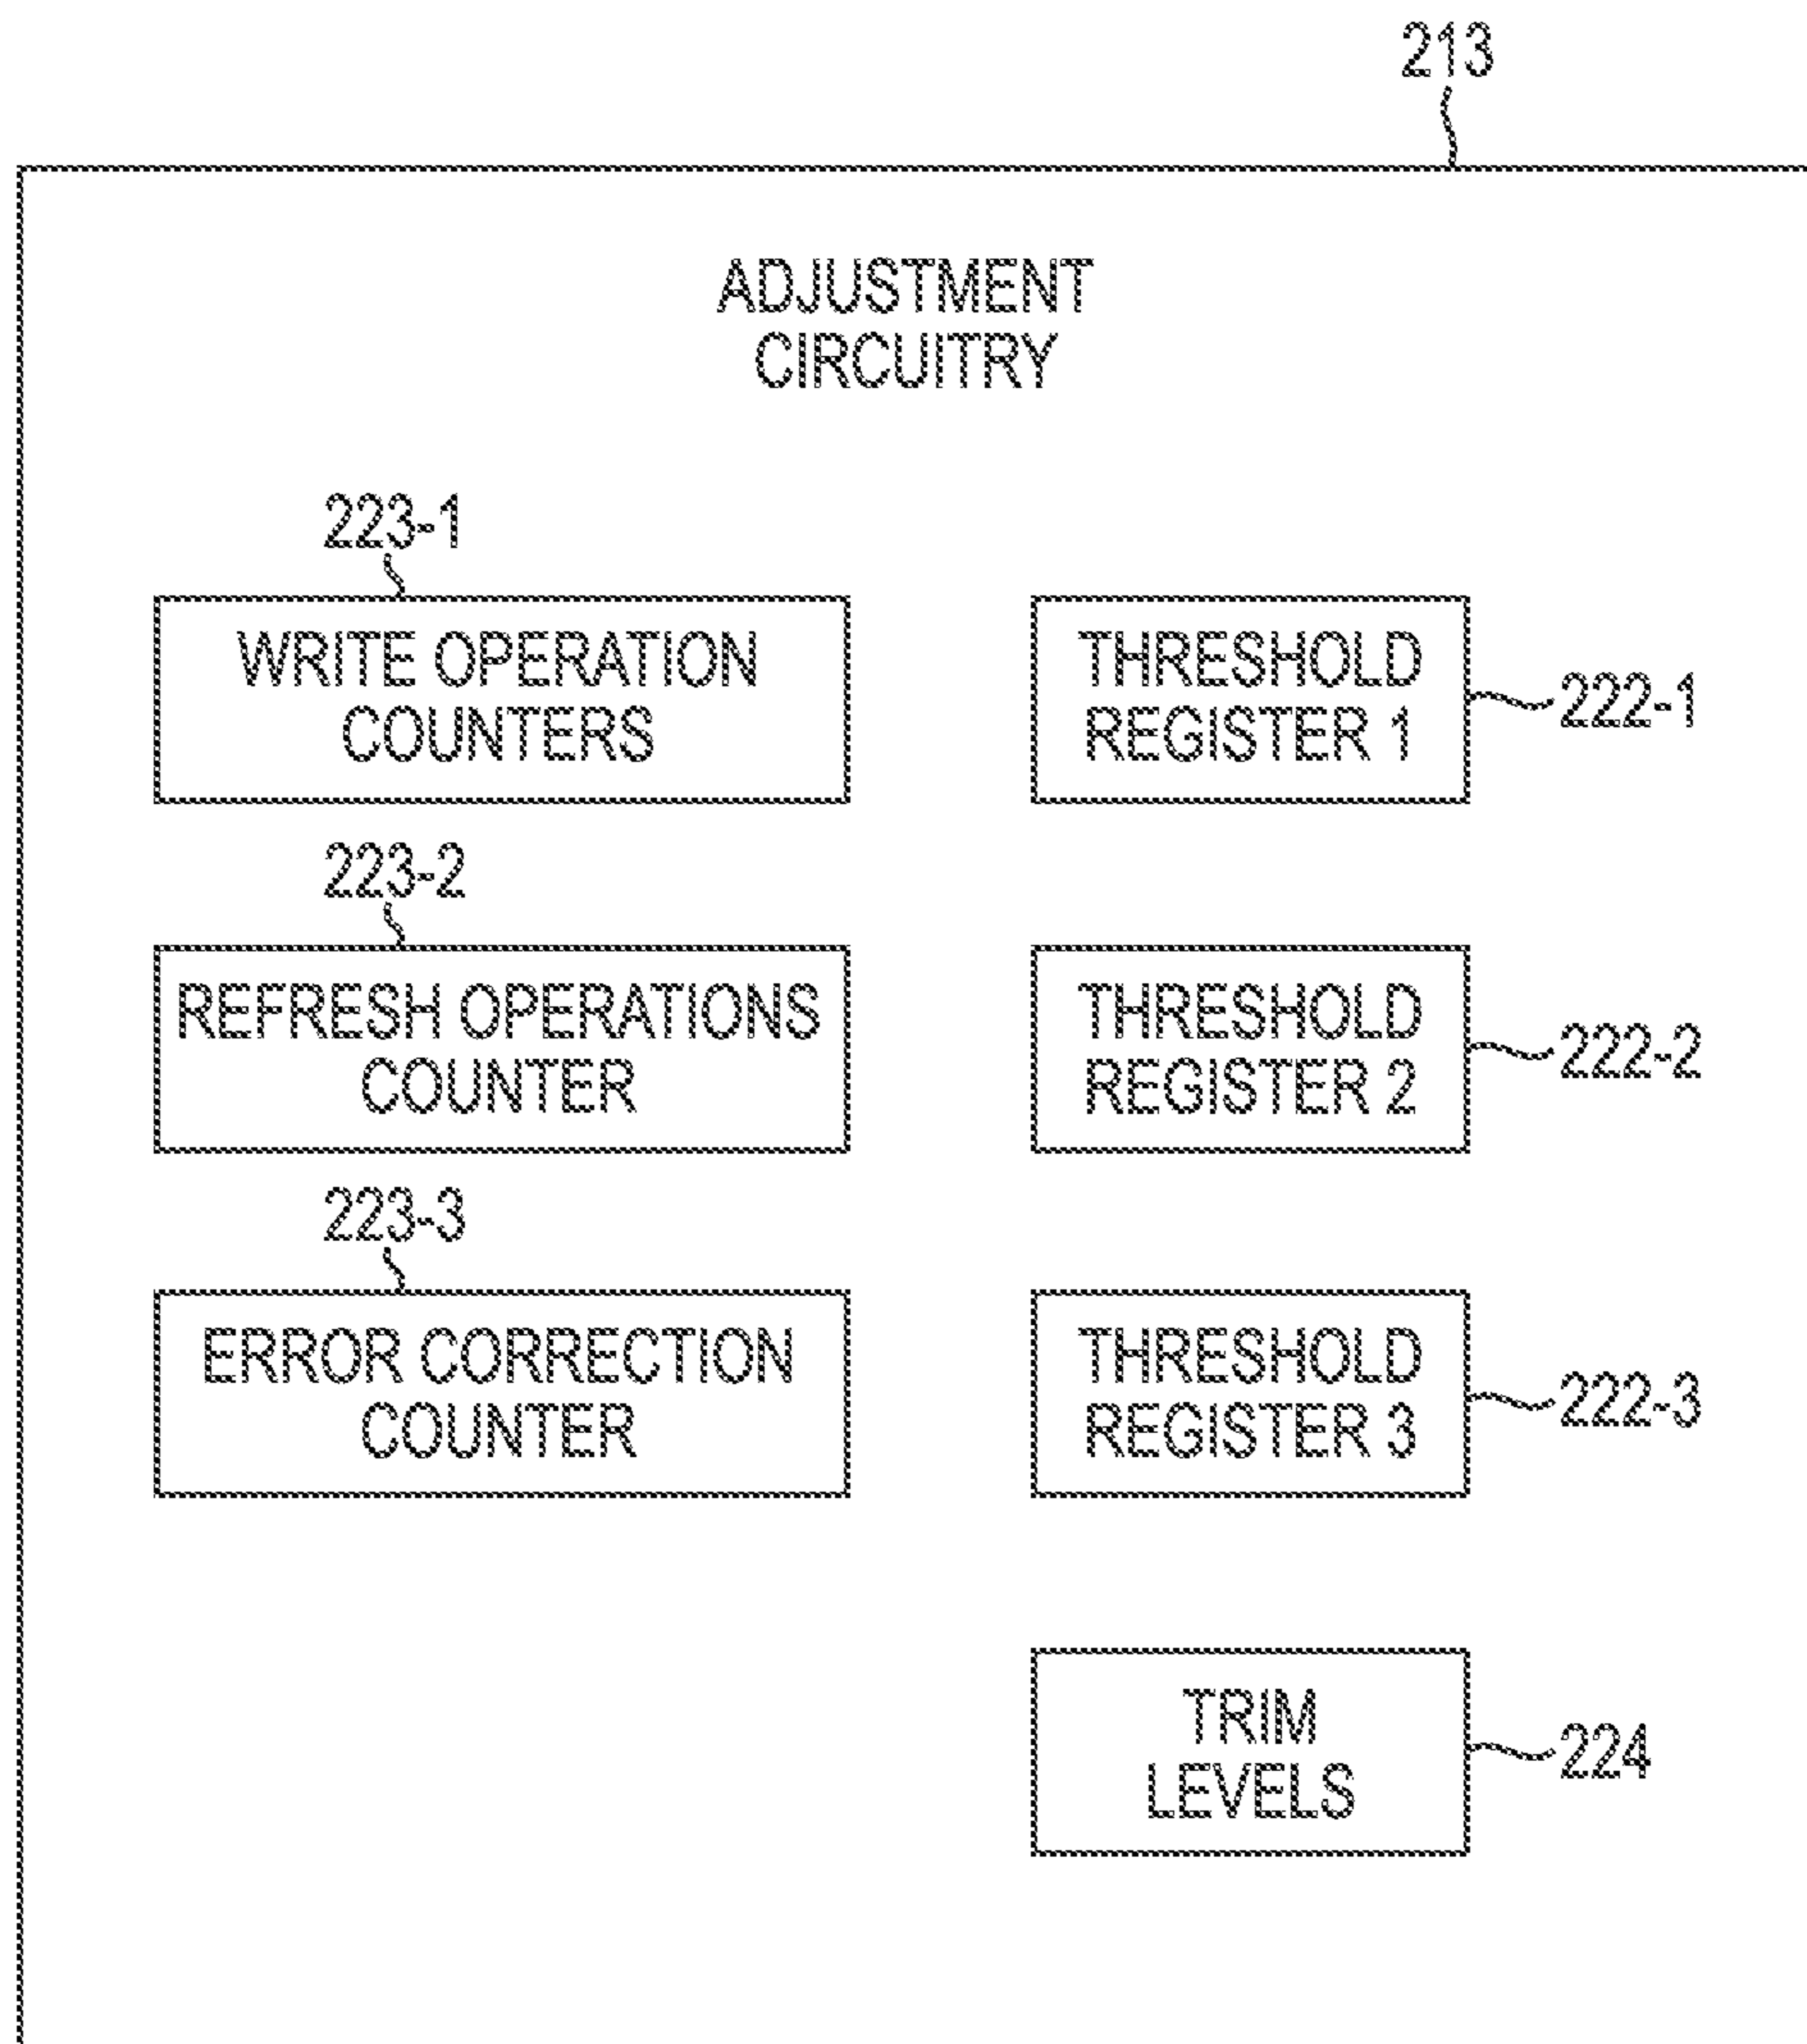 213
ADJUSTMENT
CIRCUITRY
223-1
WRITE OPERATION
COUNTERS
THRESHOLD
REGISTER 1
222-1
223-2
REFRESH OPERATIONS
COUNTER
THRESHOLD
REGISTER 2
222-2
223-3
ERROR CORRECTION
COUNTER
THRESHOLD
REGISTER 3
222-3
TRIM
LEVELS
224